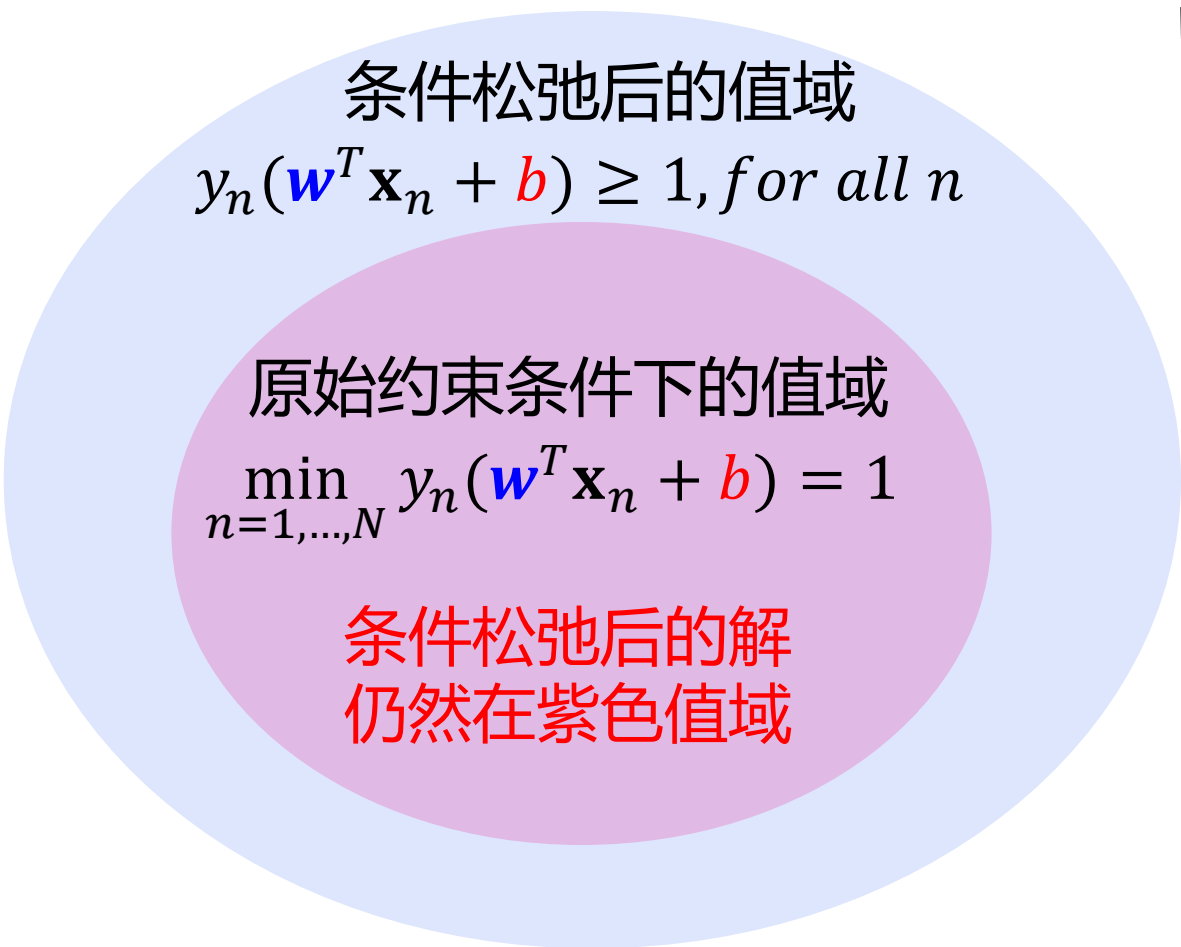 条件松弛后的值域
yₙ(wᵀxₙ + b) ≥ 1, for all n
原始约束条件下的值域
min yₙ(wᵀxₙ + b) = 1
n=1,…,N
条件松弛后的解
仍然在紫色值域